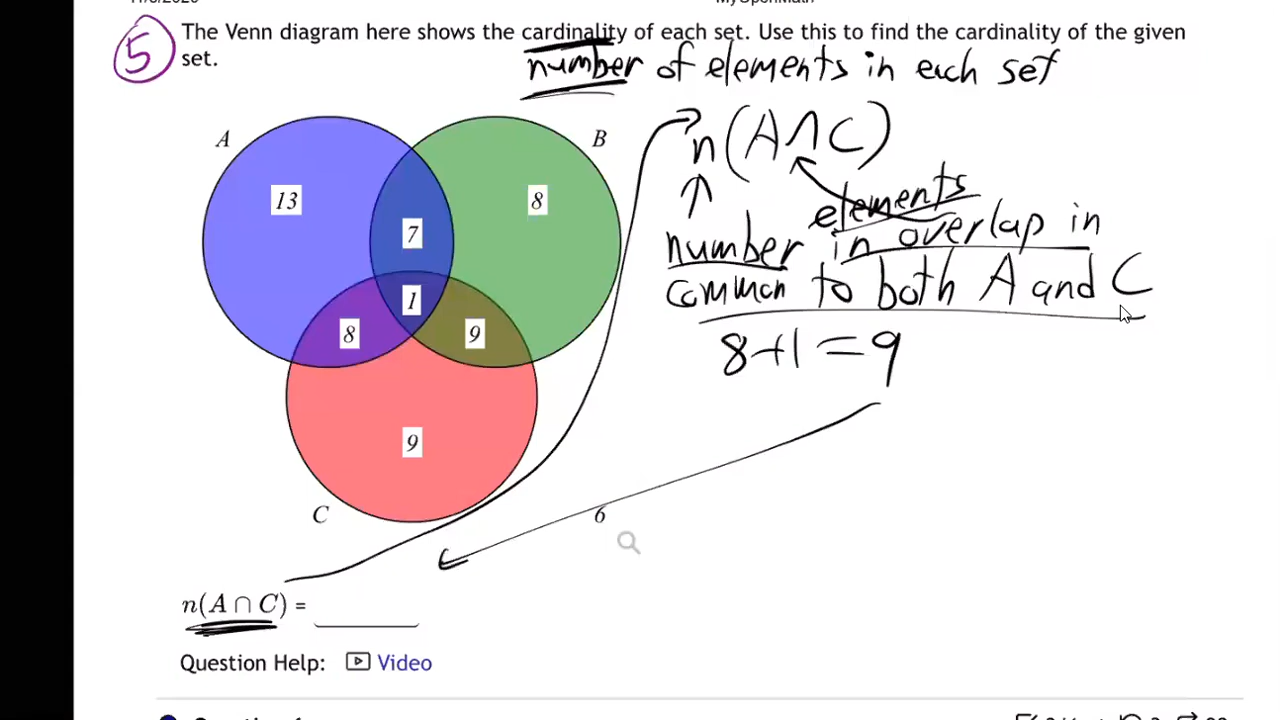 5 The Venn diagram here shows the cardinality of each set. Use this to find the cardinality of the given
set.
number of elements in each set
A
B
n(A∩C)
13
8
elements
7
number in overlap in
1
common to both A and C
8
9
8+1=9
9
C
6
n(A ∩ C) =
Question Help: Video